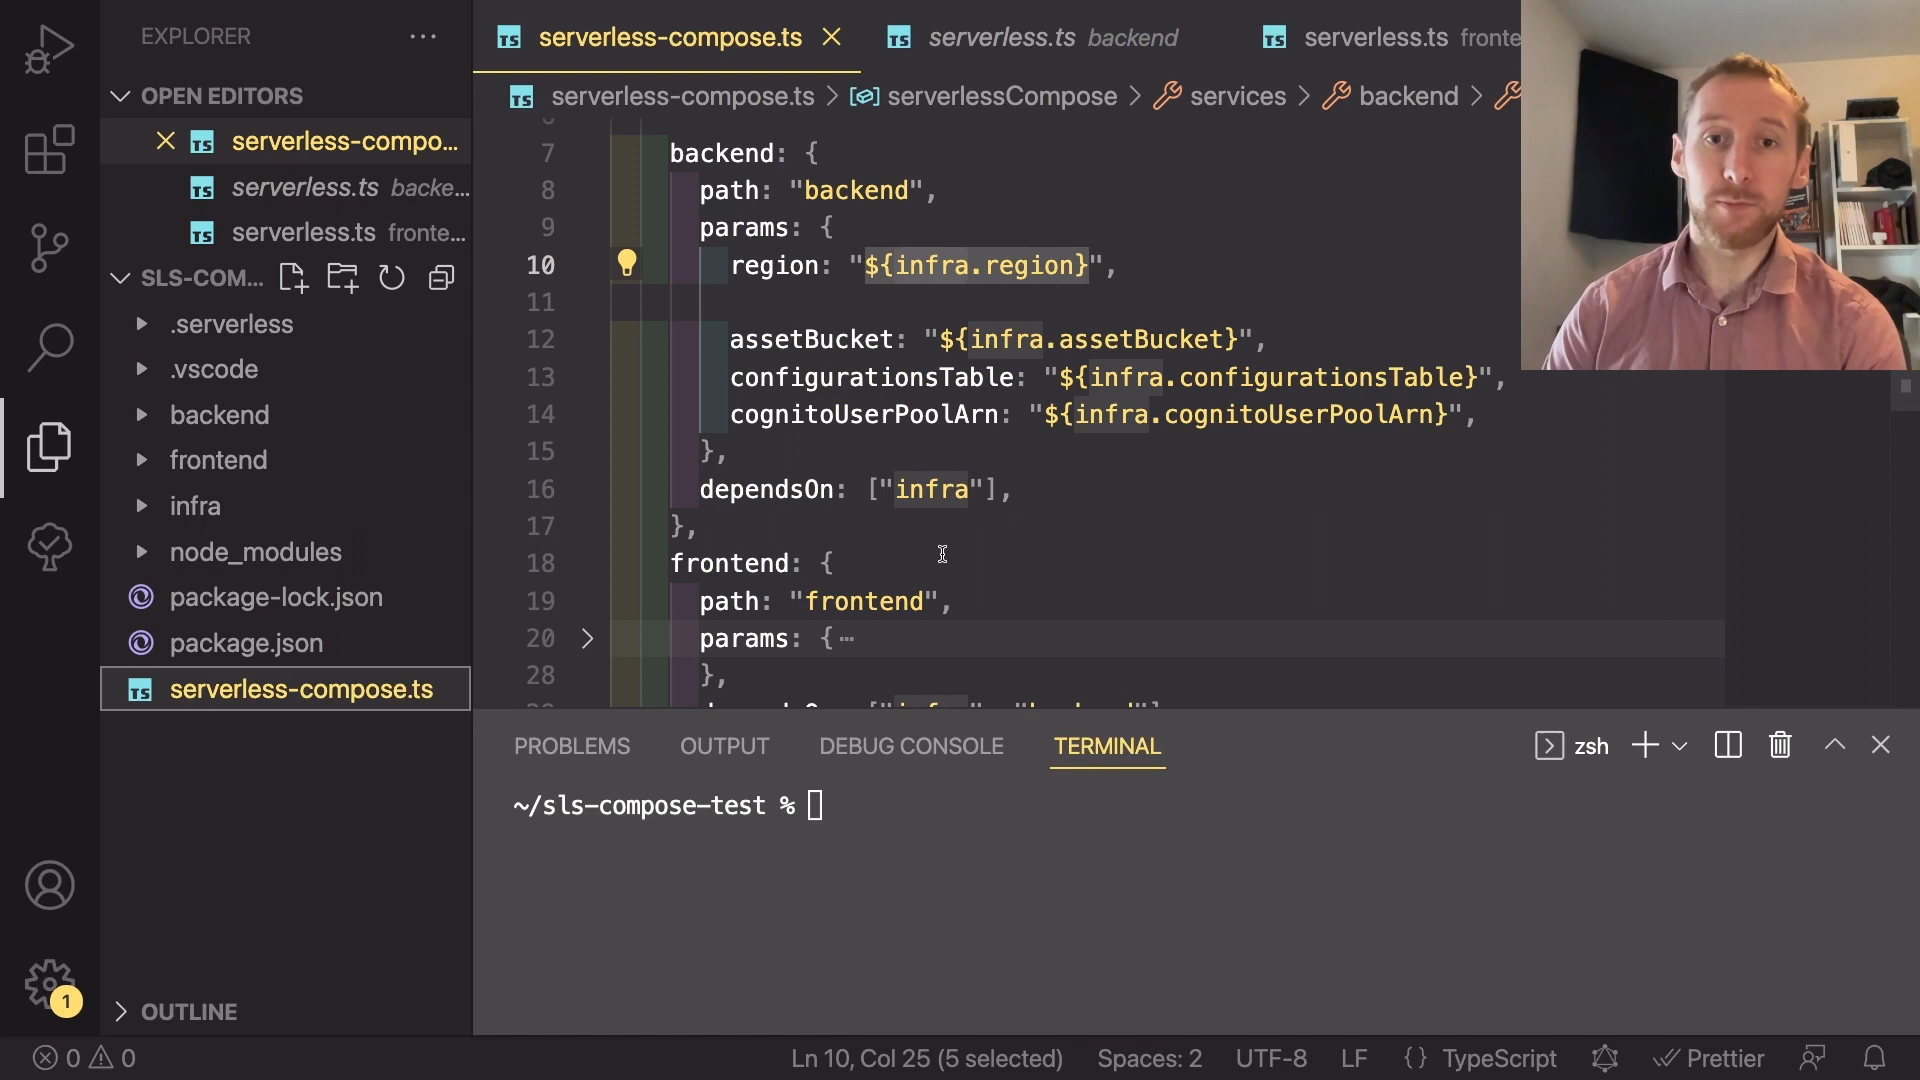 EXPLORER
OPEN EDITORS
serverless-compo...
serverless.ts backe...
serverless.ts fronte...
SLS-COM...
.serverless
.vscode
backend
frontend
infra
node_modules
package-lock.json
package.json
serverless-compose.ts
OUTLINE
serverless-compose.ts
serverless.ts backend
serverless.ts fronte
serverless-compose.ts > serverlessCompose > services > backend >
7 backend: {
8 path: "backend",
9 params: {
10 region: "${infra.region}",
11
12 assetBucket: "${infra.assetBucket}",
13 configurationsTable: "${infra.configurationsTable}",
14 cognitoUserPoolArn: "${infra.cognitoUserPoolArn}",
15 },
16 dependsOn: ["infra"],
17 },
18 frontend: {
19 path: "frontend",
20 params: {⋯
28 },
PROBLEMS OUTPUT DEBUG CONSOLE TERMINAL zsh
~/sls-compose-test %
1
0 0 Ln 10, Col 25 (5 selected) Spaces: 2 UTF-8 LF {} TypeScript Prettier